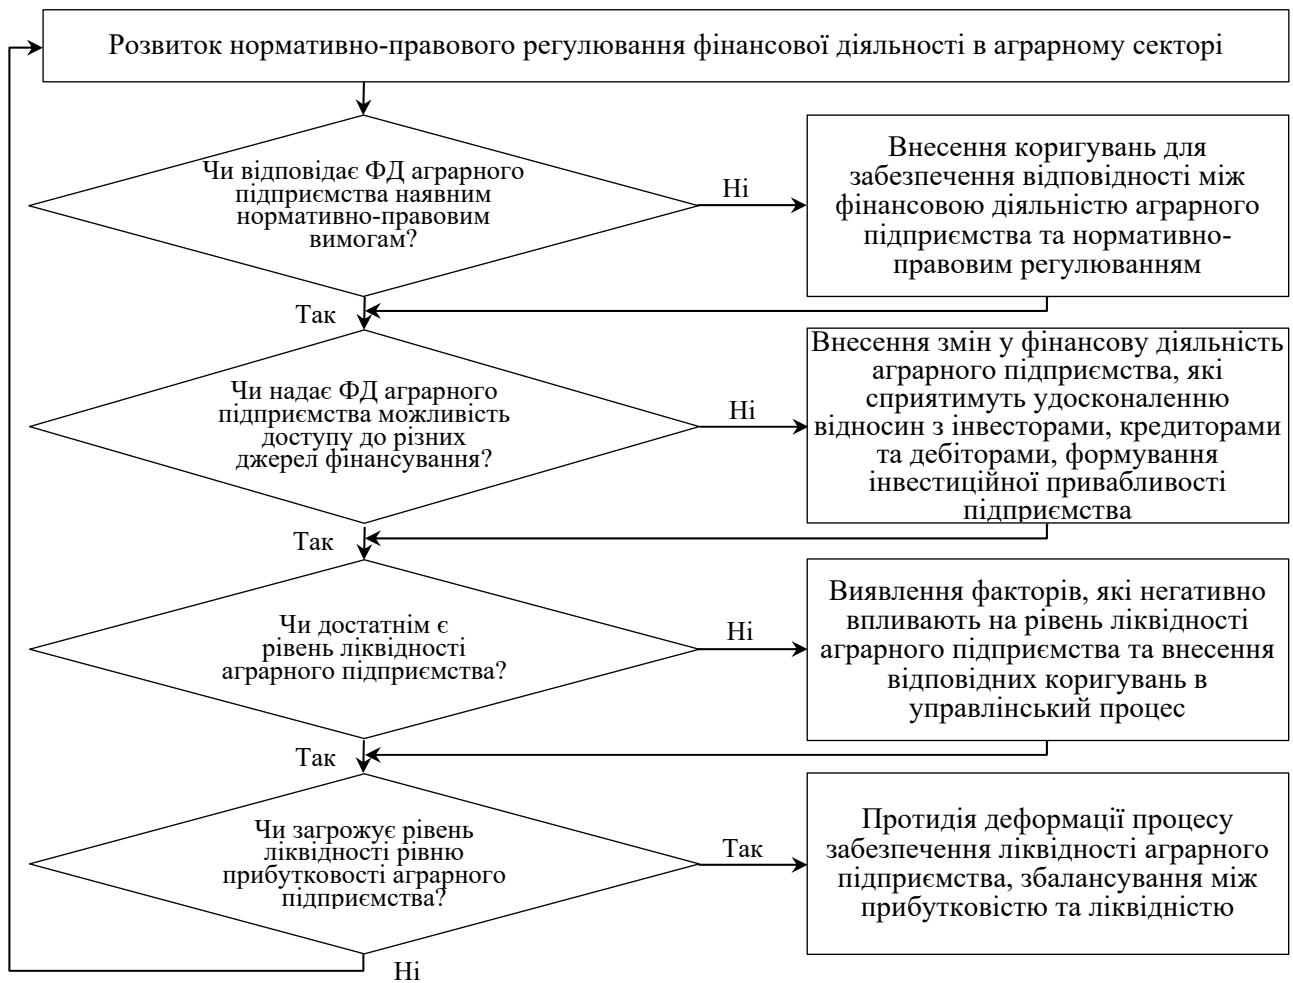 Розвиток нормативно-правового регулювання фінансової діяльності в аграрному секторі
Чи відповідає ФД аграрного
підприємства наявним
нормативно-правовим
вимогам?
Ні
Внесення коригувань для
забезпечення відповідності між
фінансовою діяльністю аграрного
підприємства та нормативно-
правовим регулюванням
Так
Чи надає ФД аграрного
підприємства можливість
доступу до різних
джерел фінансування?
Ні
Внесення змін у фінансову діяльність
аграрного підприємства, які
сприятимуть удосконаленню
відносин з інвесторами, кредиторами
та дебіторами, формування
інвестиційної привабливості
підприємства
Так
Чи достатнім є
рівень ліквідності
аграрного підприємства?
Ні
Виявлення факторів, які негативно
впливають на рівень ліквідності
аграрного підприємства та внесення
відповідних коригувань в
управлінський процес
Так
Чи загрожує рівень
ліквідності рівню
прибутковості аграрного
підприємства?
Так
Протидія деформації процесу
забезпечення ліквідності аграрного
підприємства, збалансування між
прибутковістю та ліквідністю
Ні